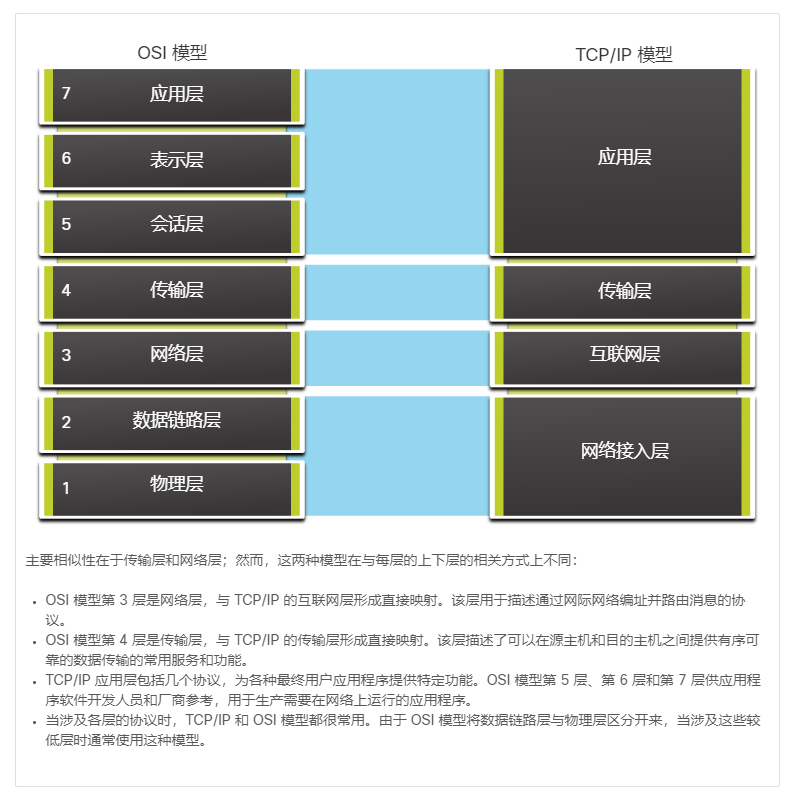 OSI 模型
TCP/IP 模型
7 应用层
6 表示层
5 会话层
4 传输层
3 网络层
2 数据链路层
1 物理层
应用层
传输层
互联网层
网络接入层
主要相似性在于传输层和网络层；然而，这两种模型在与每层的上下层的相关方式上不同：
• OSI 模型第 3 层是网络层，与 TCP/IP 的互联网层形成直接映射。该层用于描述通过网际网络编址并路由消息的协
议。
• OSI 模型第 4 层是传输层，与 TCP/IP 的传输层形成直接映射。该层描述了可以在源主机和目的主机之间提供有序可
靠的数据传输的常用服务和功能。
• TCP/IP 应用层包括几个协议，为各种最终用户应用程序提供特定功能。OSI 模型第 5 层、第 6 层和第 7 层供应用程
序软件开发人员和厂商参考，用于生产需要在网络上运行的应用程序。
• 当涉及各层的协议时，TCP/IP 和 OSI 模型都很常用。由于 OSI 模型将数据链路层与物理层区分开来，当涉及这些较
低层时通常使用这种模型。